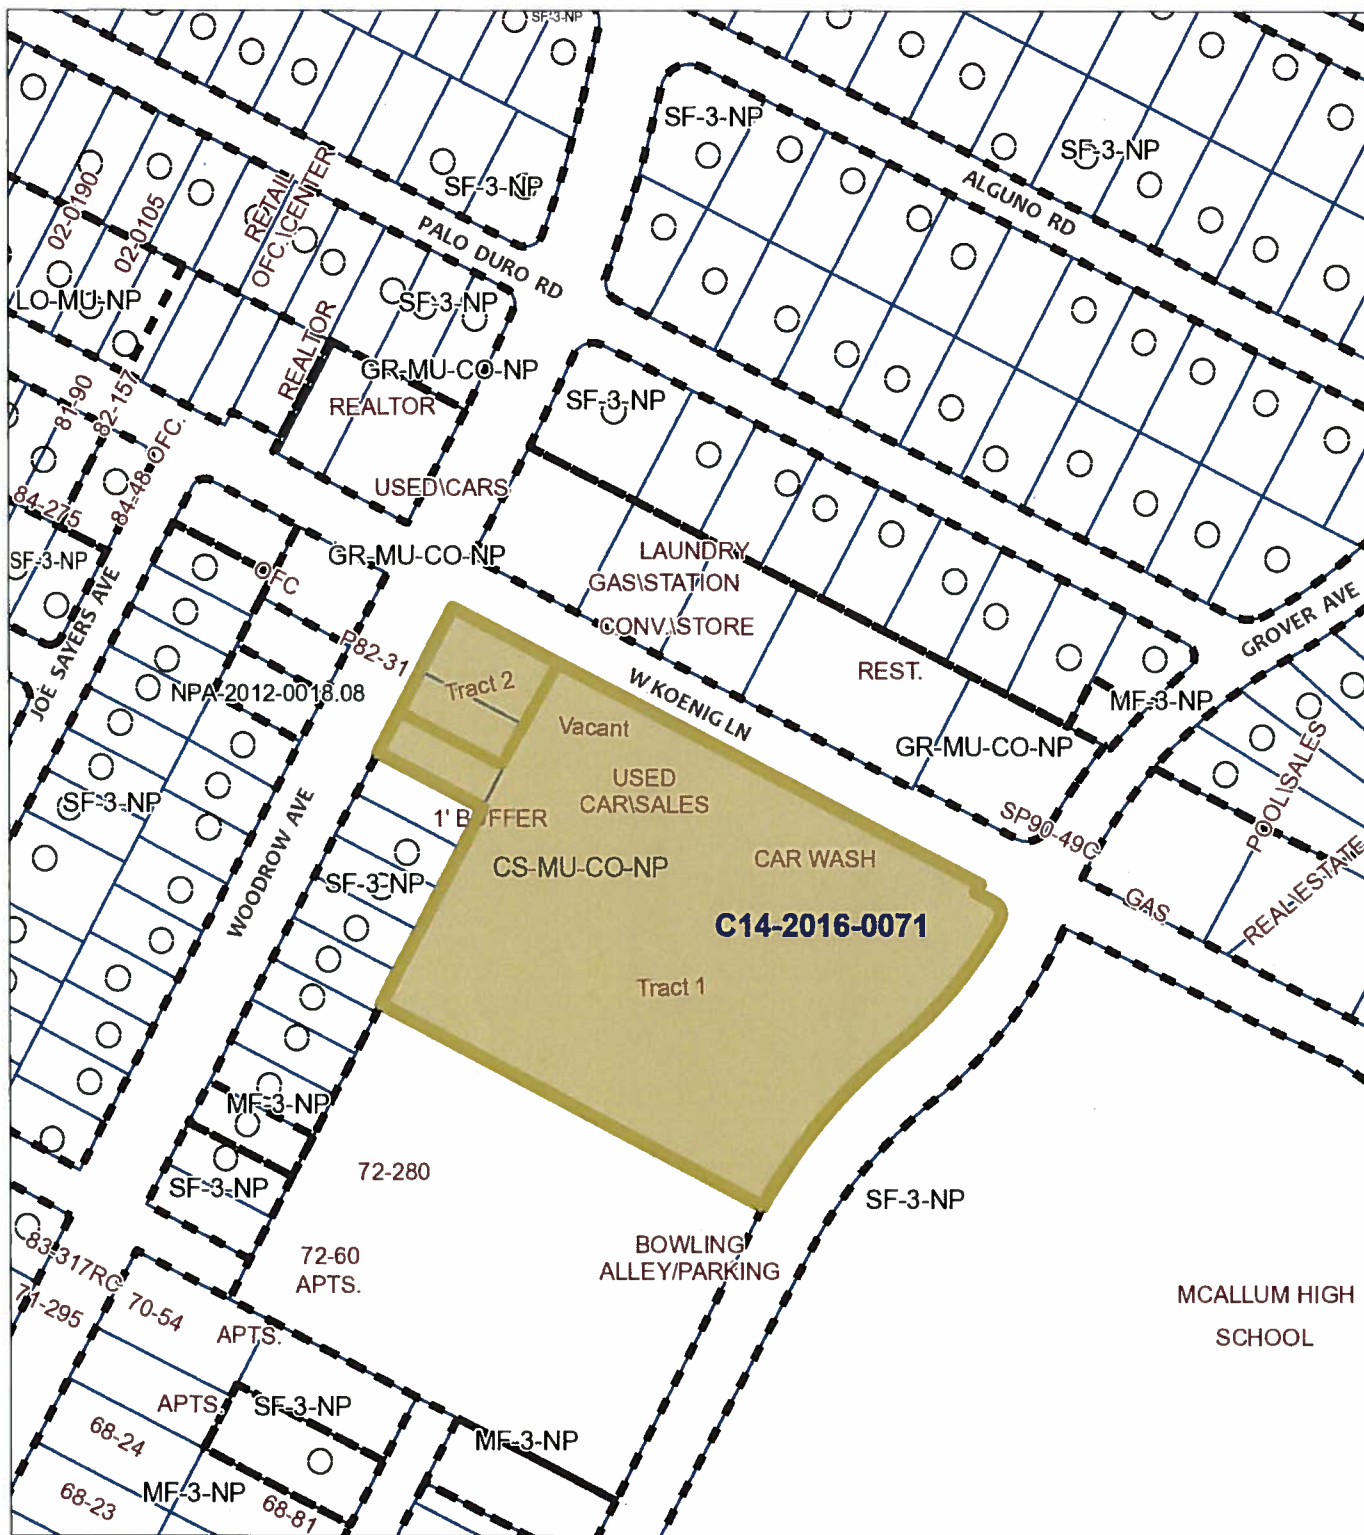 SF-3-NP
SF-3-NP
SF-3-NP
ALGUNO RD
SF-3-NP
PALO DURO RD
02-0190
02-0105
RETAIL
OFC.\CENTER
LO-MU-NP
SF-3-NP
REALTOR
GR-MU-CO-NP
REALTOR
SF-3-NP
81-90
82-157
84-48
OFC.
84-275
USED\CARS
SF-3-NP
GR-MU-CO-NP
OFC
LAUNDRY
GAS\STATION
CONV.\STORE
REST.
GROVER AVE
JOE SAYERS AVE
P82-31
NPA-2012-0018.08
Tract 2
W KOENIG LN
MF-3-NP
GR-MU-CO-NP
Vacant
USED
CAR\SALES
POOL\SALES
SF-3-NP
WOODROW AVE
1' BUFFER
SP90-49C
CAR WASH
SF-3-NP
CS-MU-CO-NP
C14-2016-0071
GAS
REAL\ESTATE
Tract 1
MF-3-NP
72-280
SF-3-NP
SF-3-NP
83-317RC
71-295
70-54
72-60
APTS.
BOWLING
ALLEY/PARKING
MCALLUM HIGH
SCHOOL
APTS.
APTS.
SF-3-NP
68-24
MF-3-NP
MF-3-NP
68-23
68-81